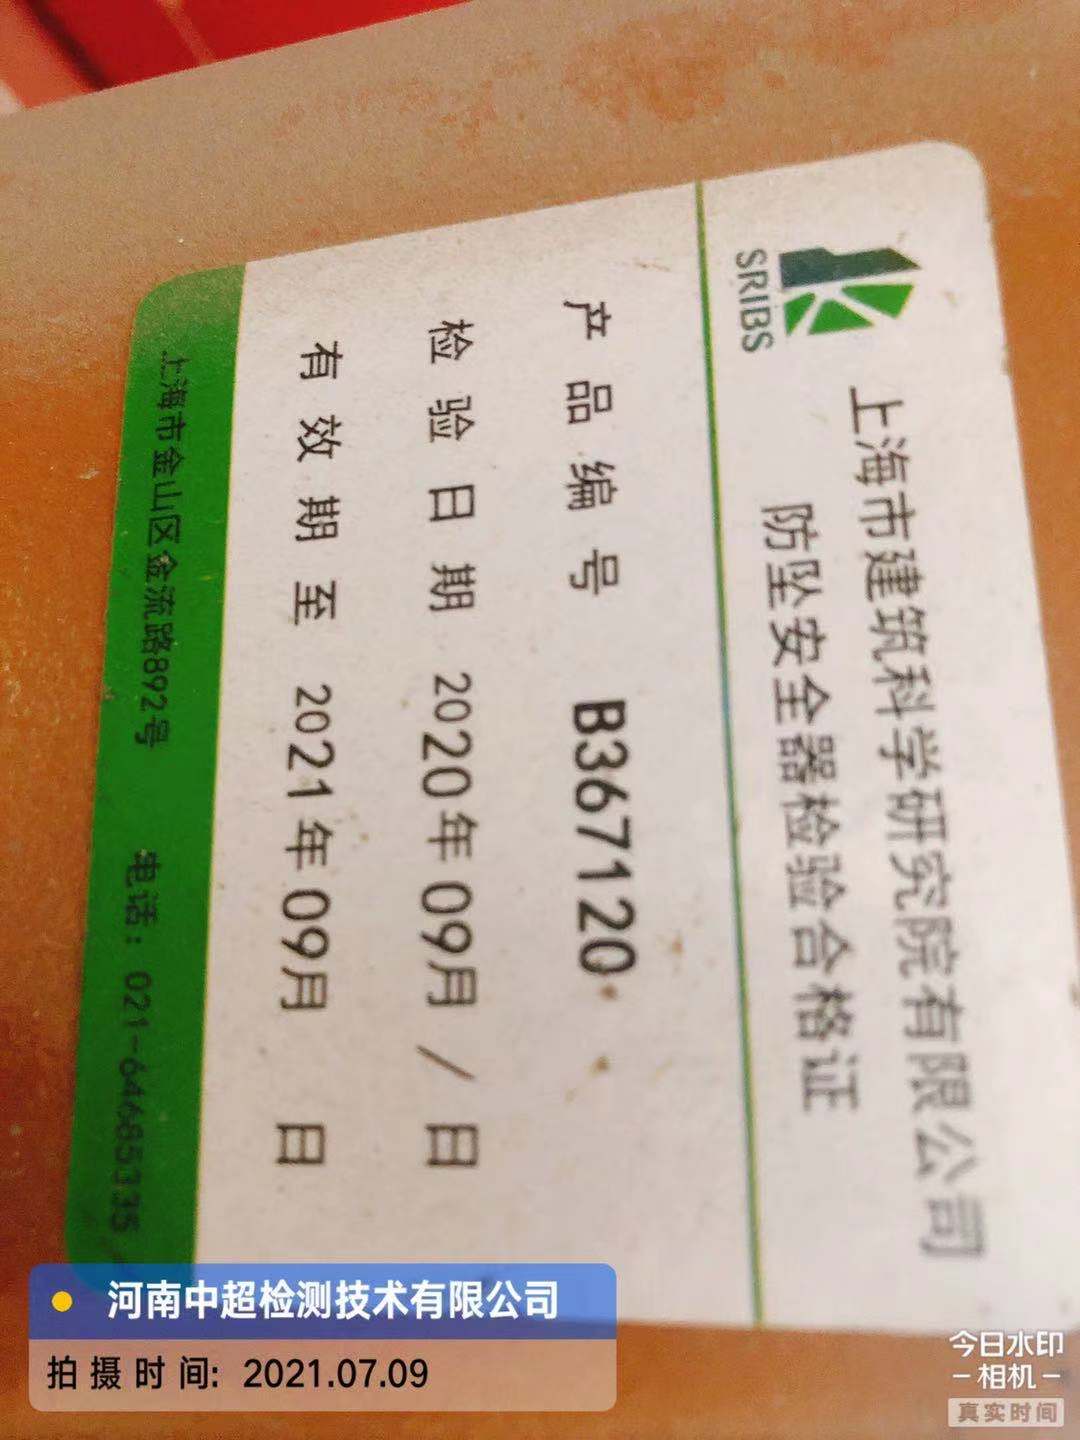 SRIBS
上海市建筑科学研究院有限公司
防坠安全器检验合格证
产品编号 B367120
检验日期 2020年09月/日
有效期至 2021年09月 日
上海市金山区金流路892号 电话：021-64685335
河南中超检测技术有限公司
拍摄时间: 2021.07.09
今日水印
相机
真实时间